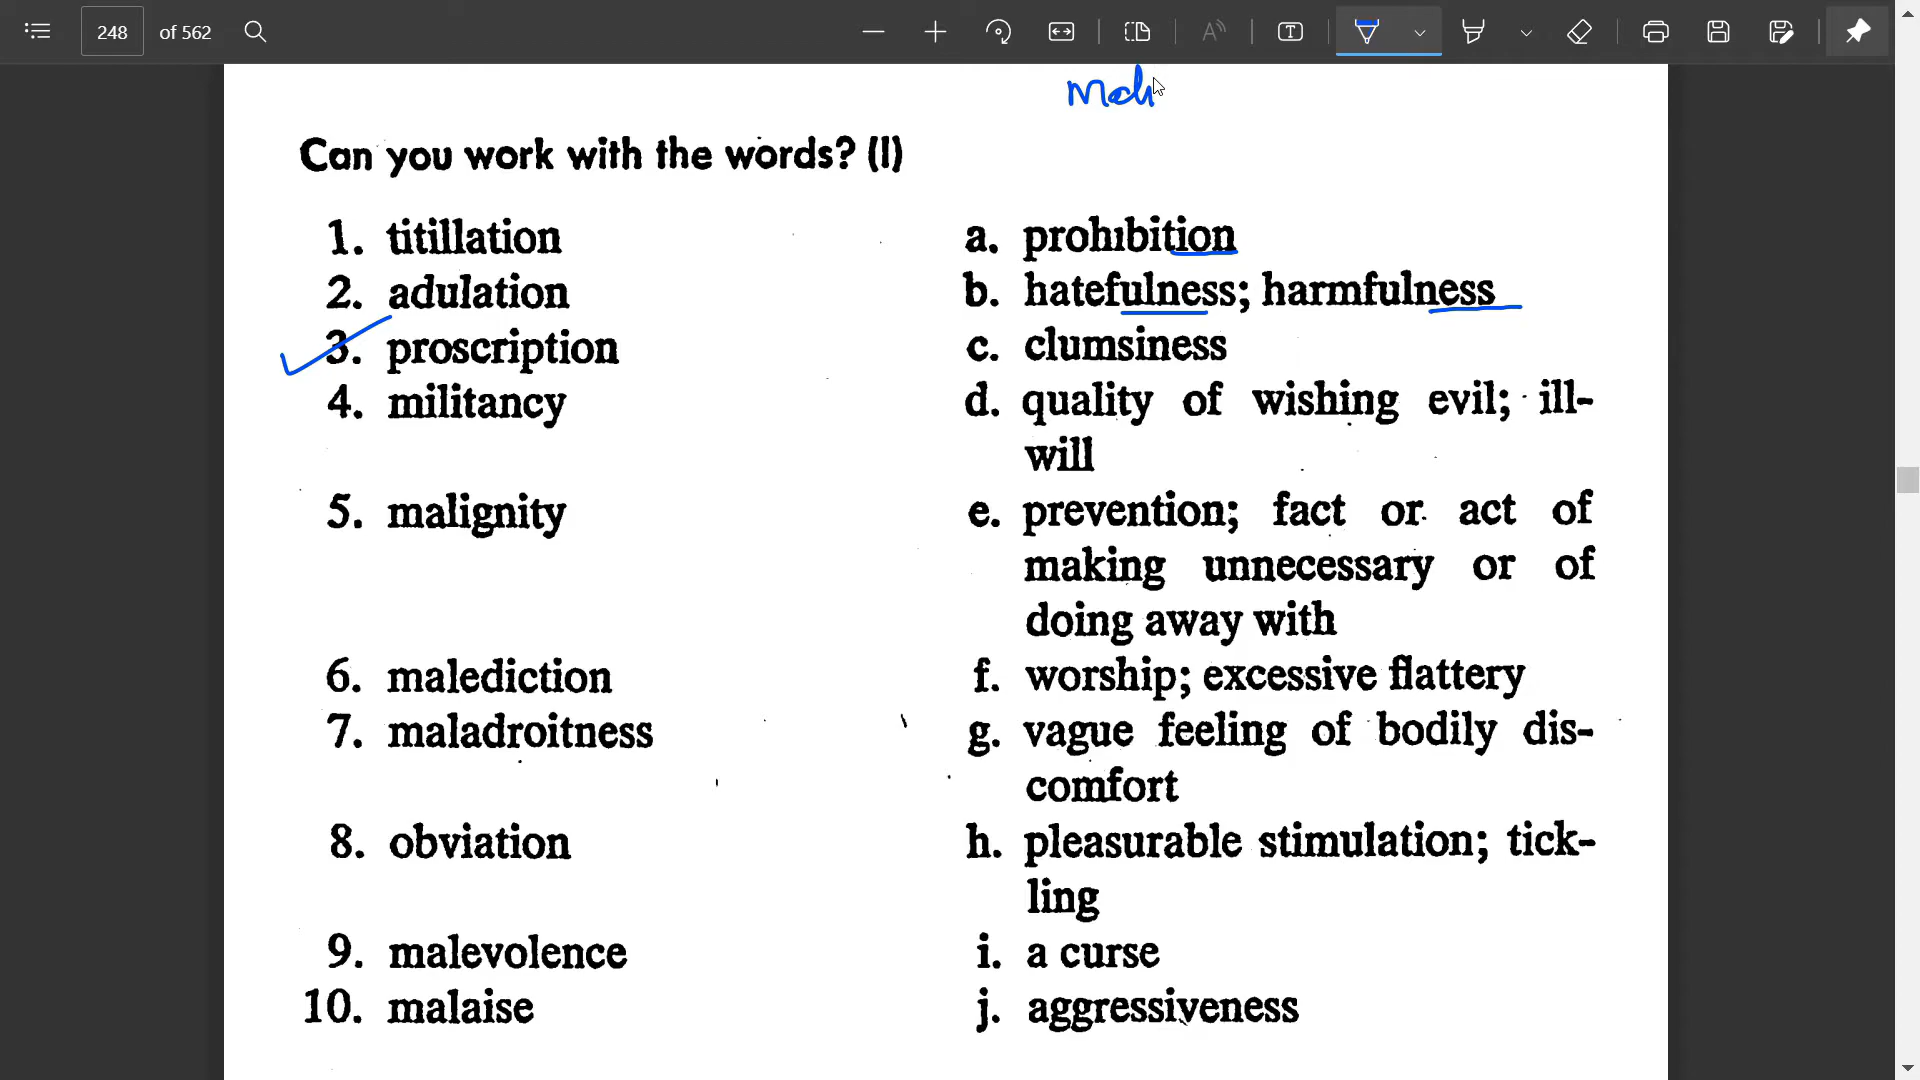 248 of 562
Mali
Can you work with the words? (I)
1. titillation
a. prohibition
2. adulation
b. hatefulness; harmfulness
3. proscription
c. clumsiness
4. militancy
d. quality of wishing evil; ill-
will
5. malignity
e. prevention; fact or act of
making unnecessary or of
doing away with
6. malediction
f. worship; excessive flattery
7. maladroitness
g. vague feeling of bodily dis-
comfort
8. obviation
h. pleasurable stimulation; tick-
ling
9. malevolence
i. a curse
10. malaise
j. aggressiveness